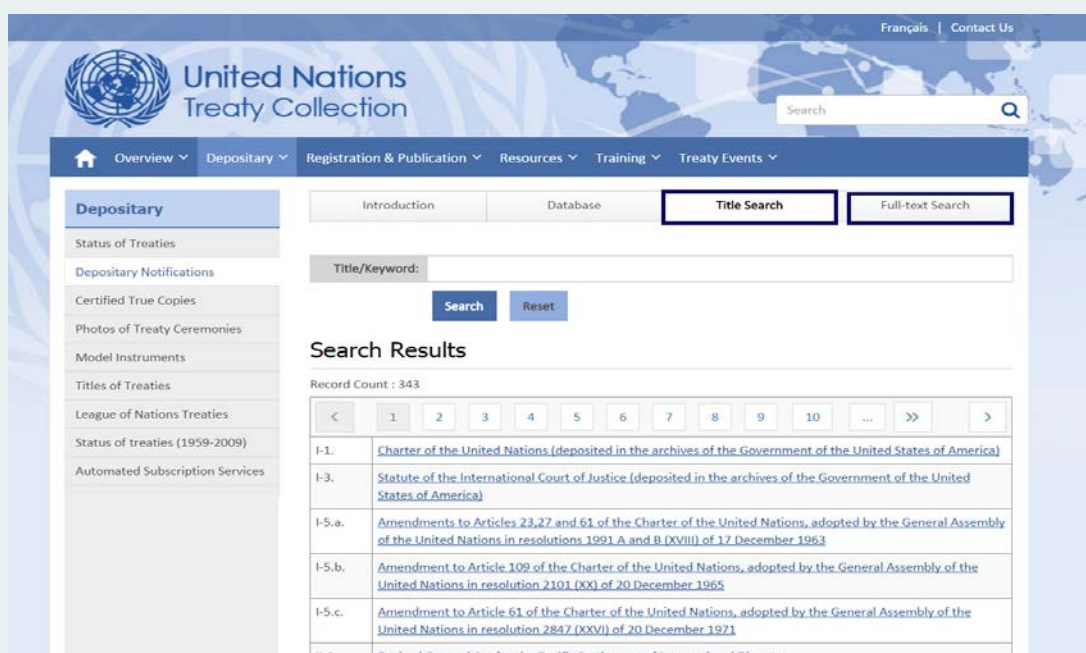 Français | Contact Us
United Nations
Treaty Collection
Search
Overview Depositary Registration & Publication Resources Training Treaty Events
Depositary
Status of Treaties
Depositary Notifications
Certified True Copies
Photos of Treaty Ceremonies
Model Instruments
Titles of Treaties
League of Nations Treaties
Status of treaties (1959-2009)
Automated Subscription Services
Introduction Database Title Search Full-text Search
Title/Keyword:
Search Reset
Search Results
Record Count : 343
< 1 2 3 4 5 6 7 8 9 10 ... >> >
I-1. Charter of the United Nations (deposited in the archives of the Government of the United States of America)
I-3. Statute of the International Court of Justice (deposited in the archives of the Government of the United
States of America)
I-5.a. Amendments to Articles 23,27 and 61 of the Charter of the United Nations, adopted by the General Assembly
of the United Nations in resolutions 1991 A and B (XVIII) of 17 December 1963
I-5.b. Amendment to Article 109 of the Charter of the United Nations, adopted by the General Assembly of the
United Nations in resolution 2101 (XX) of 20 December 1965
I-5.c. Amendment to Article 61 of the Charter of the United Nations, adopted by the General Assembly of the
United Nations in resolution 2847 (XXVI) of 20 December 1971